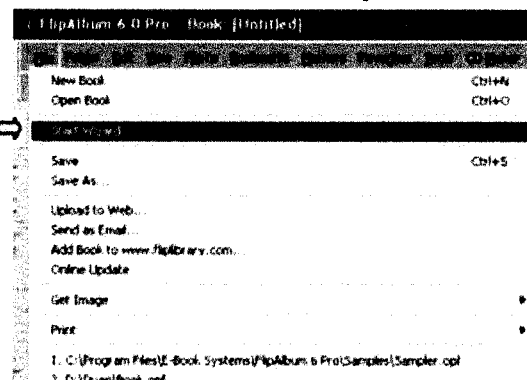 FlipAlbum 6.0 Pro - Book: [Untitled]
New Book Ctrl+N
Open Book Ctrl+O
Start Wizard
Save Ctrl+S
Save As...
Upload to Web...
Send as Email...
Add Book to www.fliplibrary.com...
Online Update
Get Image
Print
1. C:\Program Files\E-Book Systems\FlipAlbum 6 Pro\Samples\Sampler.opf